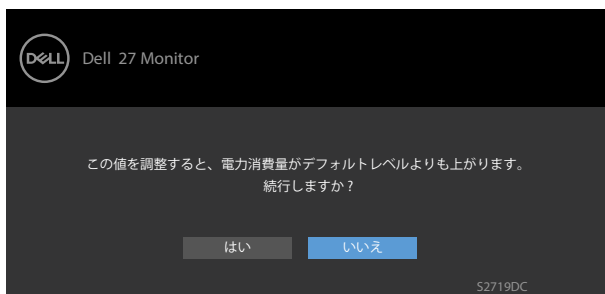 DELL
Dell 27 Monitor
この値を調整すると、電力消費量がデフォルトレベルよりも上がります。
続行しますか?
はい
いいえ
S2719DC